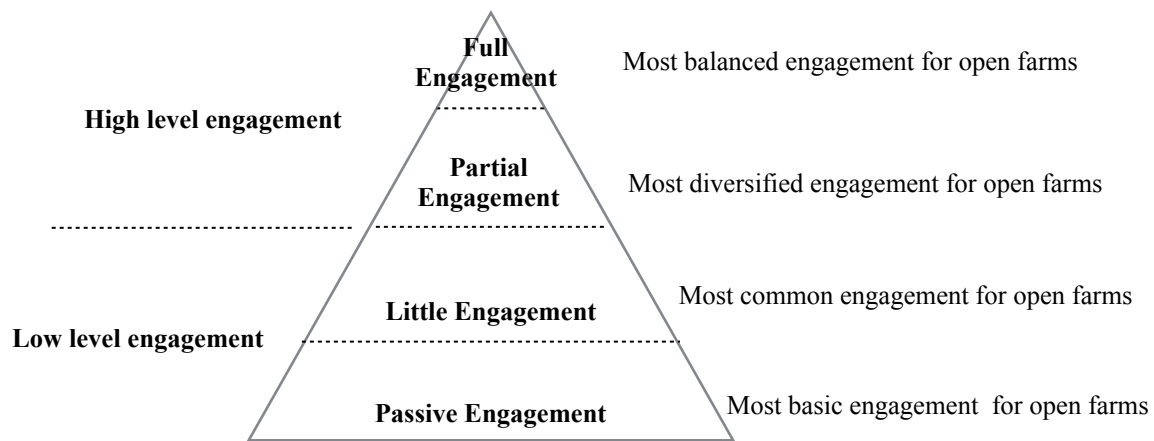 Full
Engagement
Most balanced engagement for open farms
High level engagement
Partial
Engagement
Most diversified engagement for open farms
Little Engagement
Most common engagement for open farms
Low level engagement
Passive Engagement
Most basic engagement  for open farms